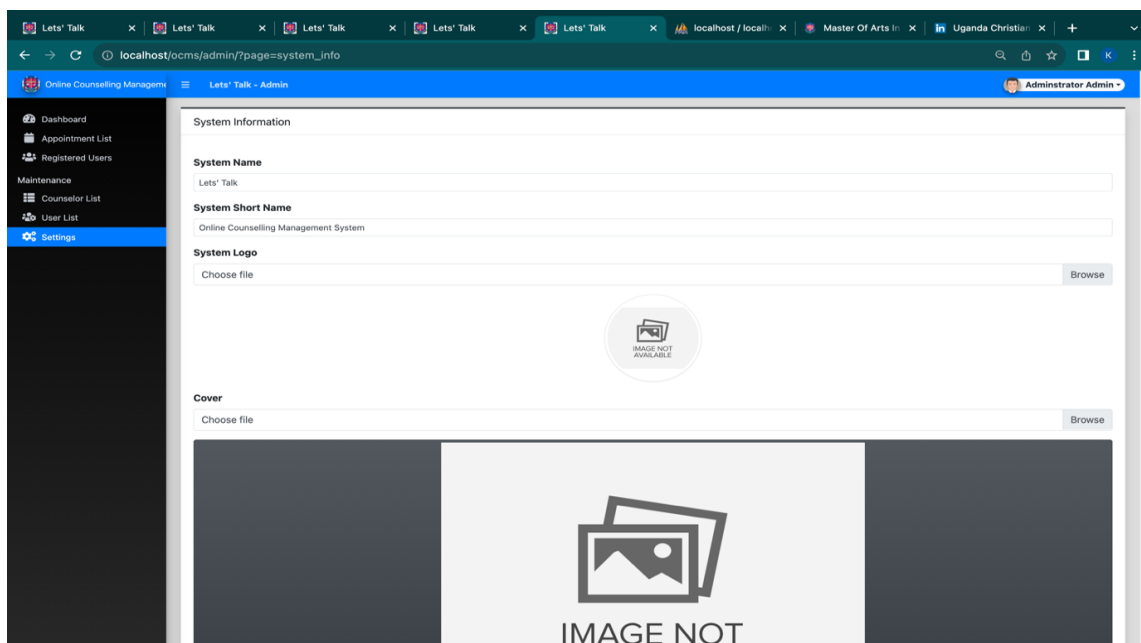 Lets' Talk Lets' Talk Lets' Talk Lets' Talk Lets' Talk localhost / localh Master Of Arts In Uganda Christian
localhost/ocms/admin/?page=system_info K
Online Counselling Manageme Lets' Talk - Admin Adminstrator Admin
Dashboard
Appointment List
Registered Users
Maintenance
Counselor List
User List
Settings
System Information
System Name
Lets' Talk
System Short Name
Online Counselling Management System
System Logo
Choose file Browse
IMAGE NOT
AVAILABLE
Cover
Choose file Browse
IMAGE NOT